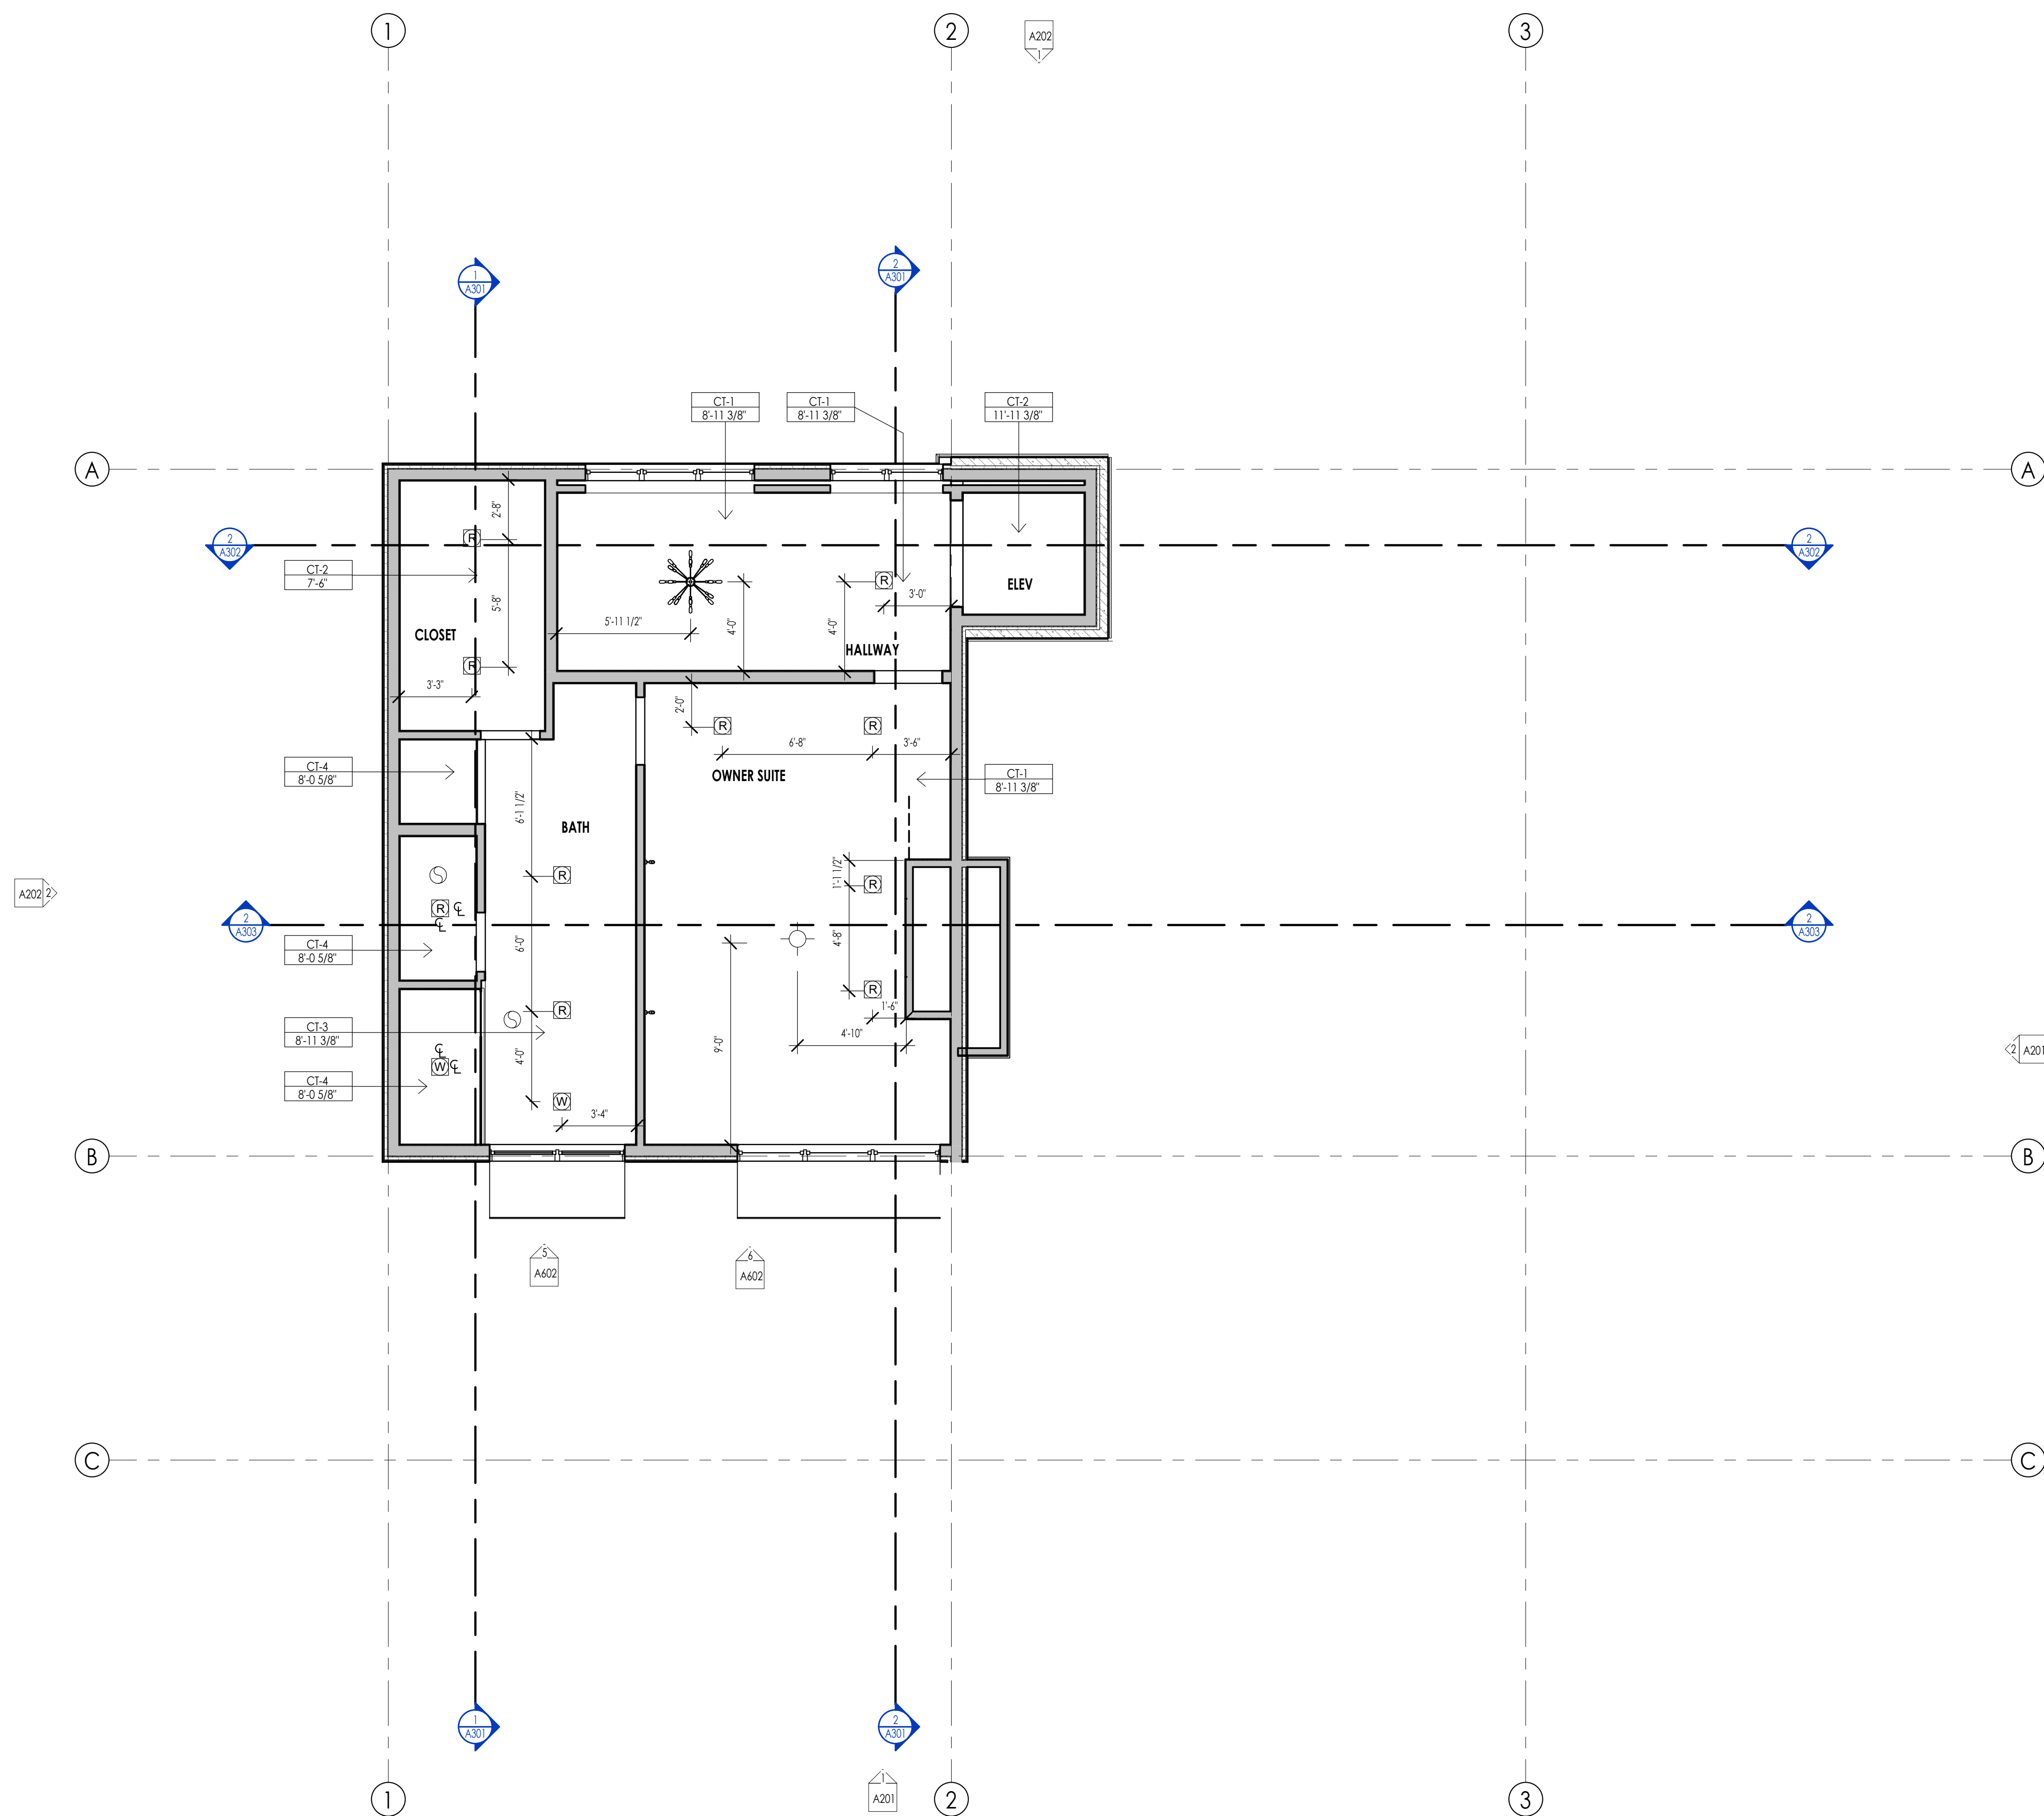 1
2
3
A202
1
1
A301
2
A301
CT-1
8'-11 3/8"
CT-1
8'-11 3/8"
CT-2
11'-11 3/8"
A
A
2'-8"
R
2
A302
2
A302
CT-2
7'-6"
R
ELEV
3'-0"
5'-8"
5'-11 1/2"
4'-0"
4'-0"
CLOSET
HALLWAY
R
3'-3"
2'-0"
R
R
6'-8"
3'-6"
OWNER SUITE
CT-4
8'-0 5/8"
CT-1
8'-11 3/8"
6'-1 1/2"
BATH
R
1'-1 1/2"
R
A202
2
R
℄
℄
2
A303
2
A303
CT-4
8'-0 5/8"
6'-0"
4'-8"
R
1'-6"
R
CT-3
8'-11 3/8"
4'-10"
9'-0"
4'-0"
2
A201
℄
W
℄
CT-4
8'-0 5/8"
W
3'-4"
B
B
5
A602
6
A602
C
C
1
A301
2
A301
1
A201
1
2
3